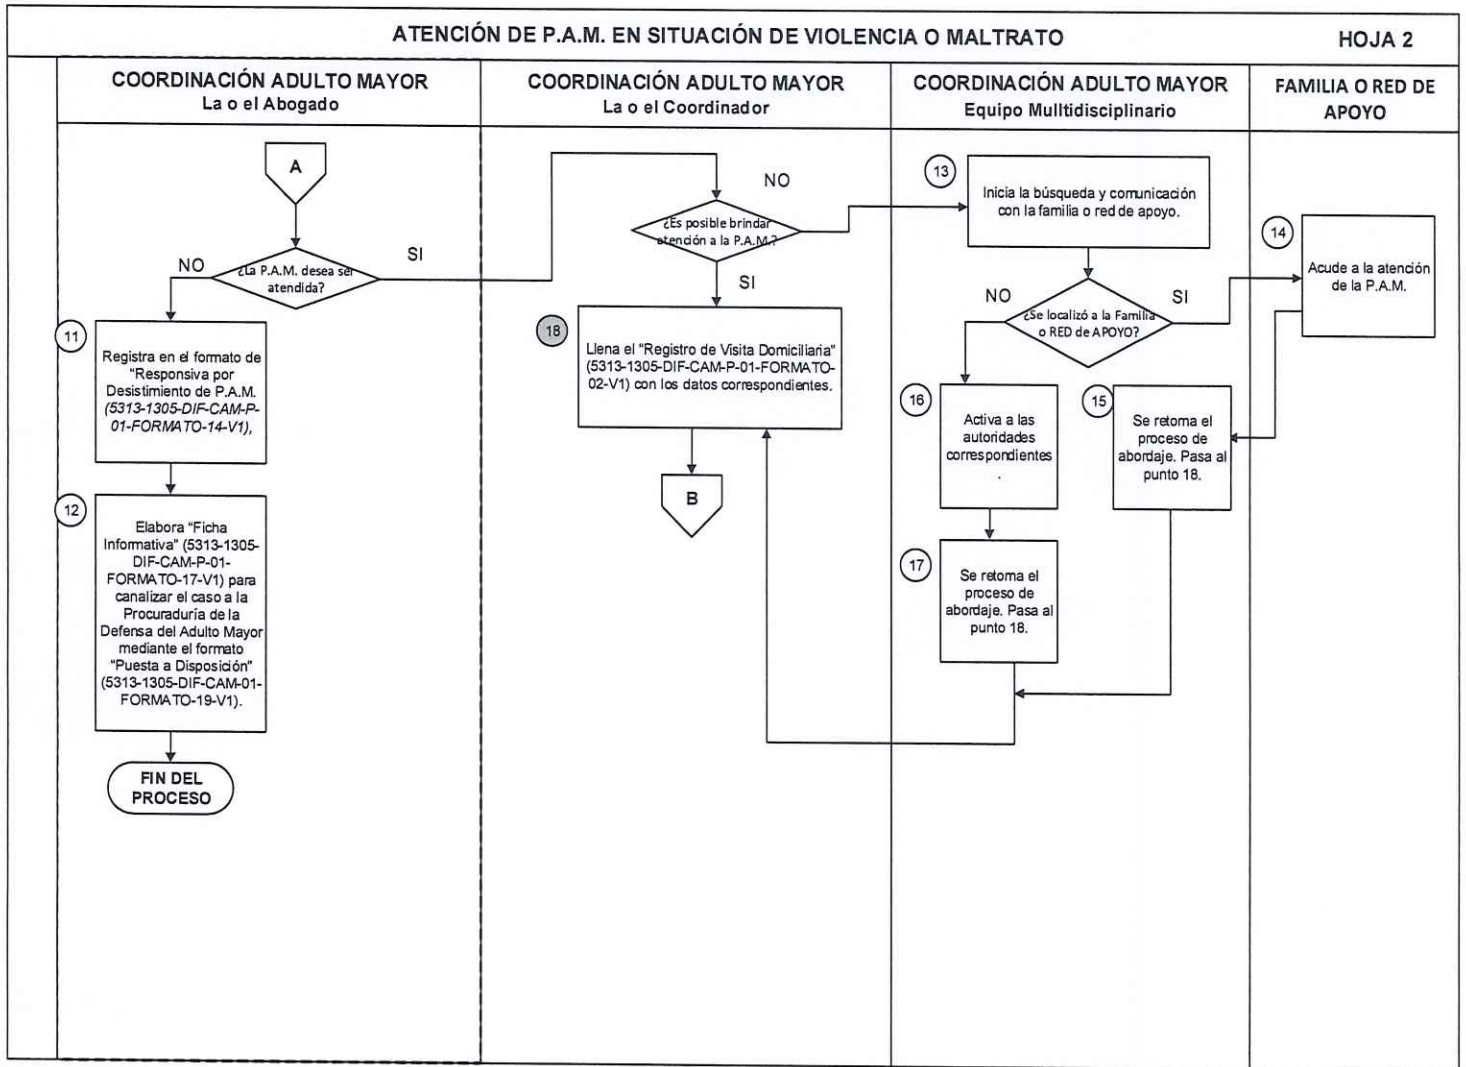 ATENCIÓN DE P.A.M. EN SITUACIÓN DE VIOLENCIA O MALTRATO
HOJA 2
COORDINACIÓN ADULTO MAYOR
La o el Abogado
COORDINACIÓN ADULTO MAYOR
La o el Coordinador
COORDINACIÓN ADULTO MAYOR
Equipo Mulltidisciplinario
FAMILIA O RED DE
APOYO
A
¿La P.A.M. desea ser
atendida?
NO
SI
11
Registra en el formato de
"Responsiva por
Desistimiento de P.A.M.
(5313-1305-DIF-CAM-P-
01-FORMATO-14-V1),
12
Elabora "Ficha
Informativa" (5313-1305-
DIF-CAM-P-01-
FORMATO-17-V1) para
canalizar el caso a la
Procuraduría de la
Defensa del Adulto Mayor
mediante el formato
"Puesta a Disposición"
(5313-1305-DIF-CAM-01-
FORMATO-19-V1).
FIN DEL
PROCESO
¿Es posible brindar
atención a la P.A.M.?
NO
SI
18
Llena el "Registro de Visita Domiciliaria"
(5313-1305-DIF-CAM-P-01-FORMATO-
02-V1) con los datos correspondientes.
B
13
Inicia la búsqueda y comunicación
con la familia o red de apoyo.
¿Se localizó a la Familia
o RED de APOYO?
NO
SI
14
Acude a la atención
de la P.A.M.
15
Se retoma el
proceso de
abordaje. Pasa al
punto 18.
16
Activa a las
autoridades
correspondientes
.
17
Se retoma el
proceso de
abordaje. Pasa al
punto 18.